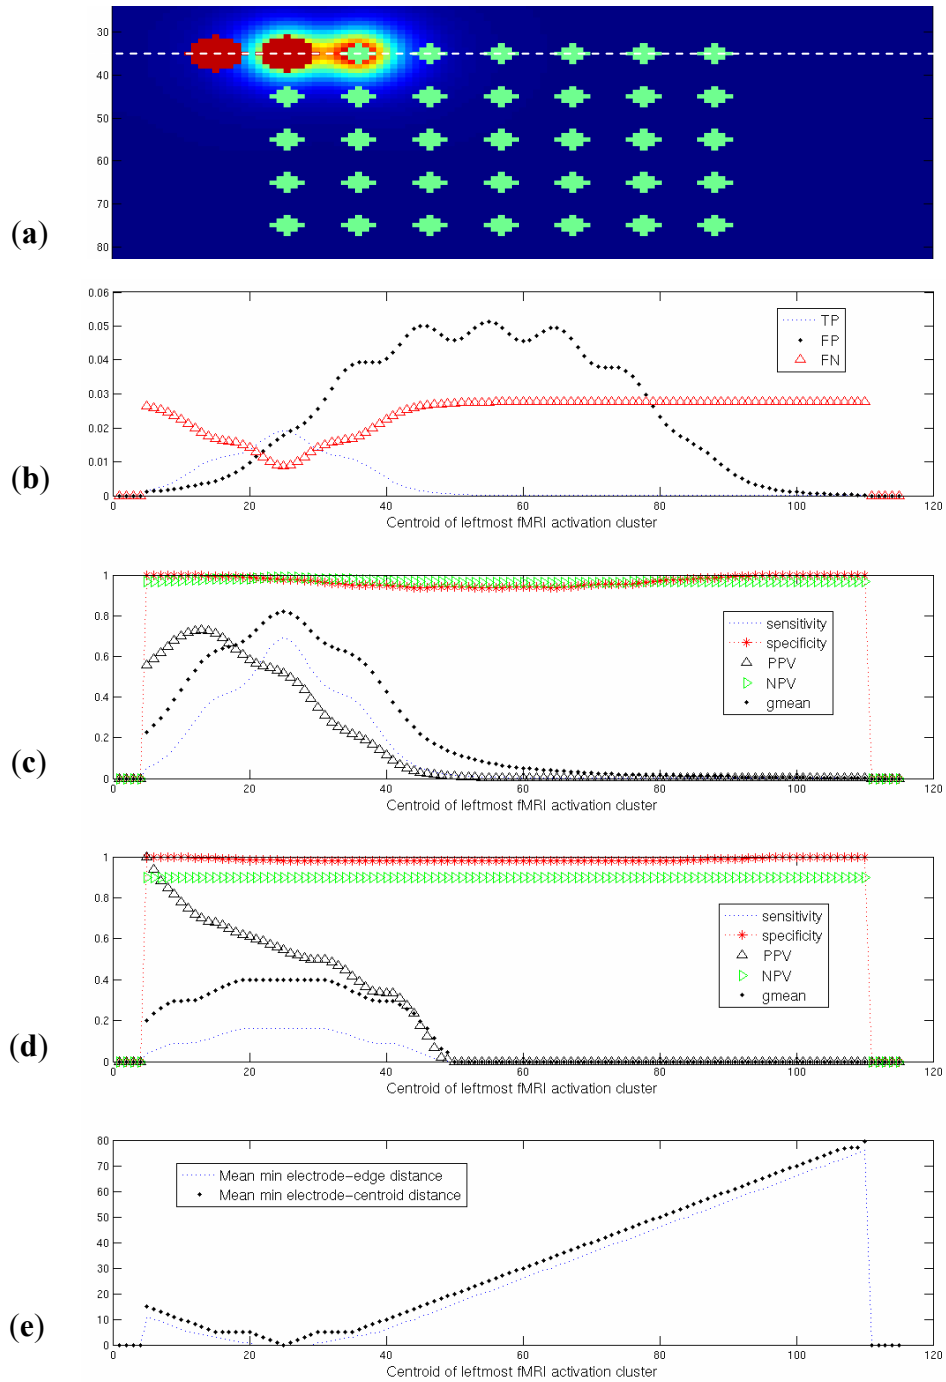 30
40
50
60
70
80
20
40
60
80
100
120
(a)
0.06
0.05
0.04
0.03
0.02
0.01
0
TP
FP
FN
0
20
40
60
80
100
120
Centroid of leftmost fMRI activation cluster
(b)
1
0.8
0.6
0.4
0.2
0
sensitivity
specificity
PPV
NPV
gmean
0
20
40
60
80
100
120
Centroid of leftmost fMRI activation cluster
(c)
1
0.8
0.6
0.4
0.2
0
sensitivity
specificity
PPV
NPV
gmean
0
20
40
60
80
100
120
Centroid of leftmost fMRI activation cluster
(d)
80
70
60
50
40
30
20
10
0
Mean min electrode-edge distance
Mean min electrode-centroid distance
0
20
40
60
80
100
120
Centroid of leftmost fMRI activation cluster
(e)